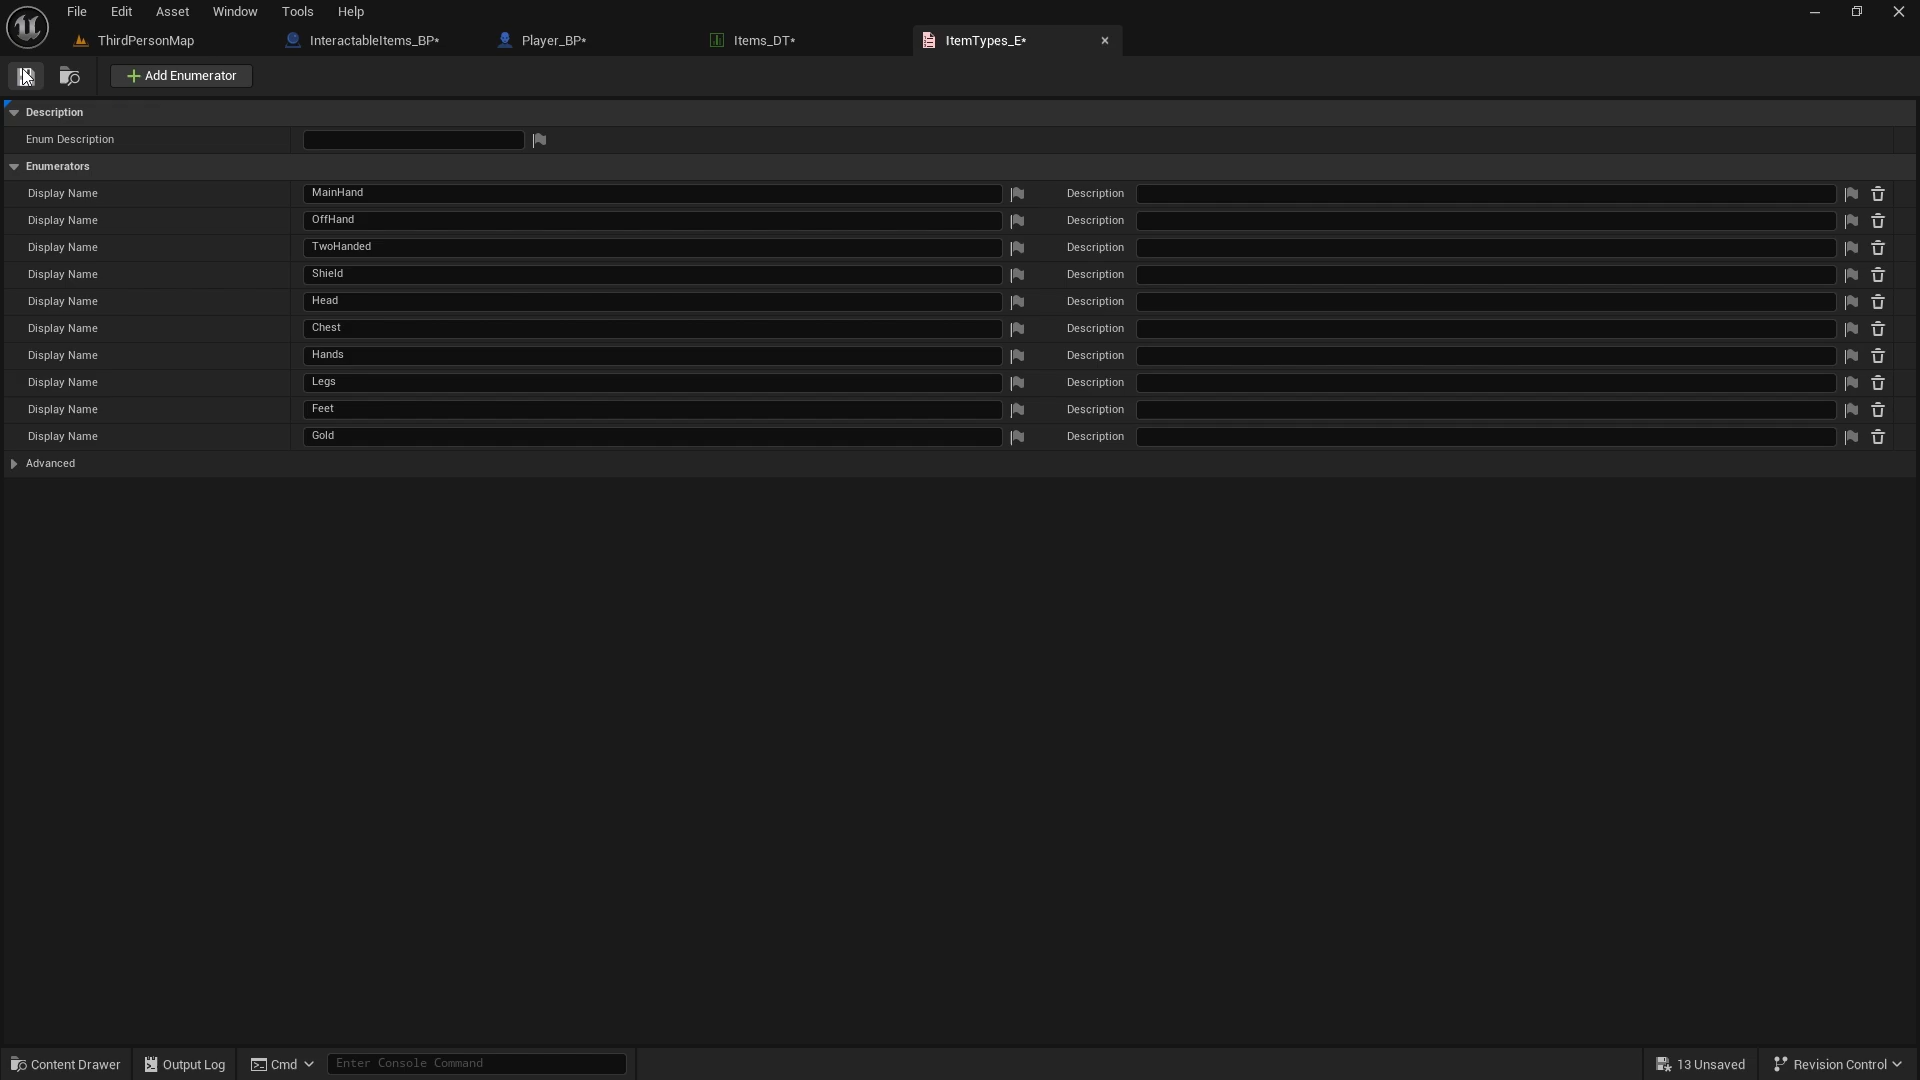 File Edit Asset Window Tools Help
ThirdPersonMap InteractableItems_BP* Player_BP* Items_DT* ItemTypes_E*
Add Enumerator
Description
Enum Description
Enumerators
Display Name MainHand Description
Display Name OffHand Description
Display Name TwoHanded Description
Display Name Shield Description
Display Name Head Description
Display Name Chest Description
Display Name Hands Description
Display Name Legs Description
Display Name Feet Description
Display Name Gold Description
Advanced
Content Drawer Output Log Cmd Enter Console Command 13 Unsaved Revision Control